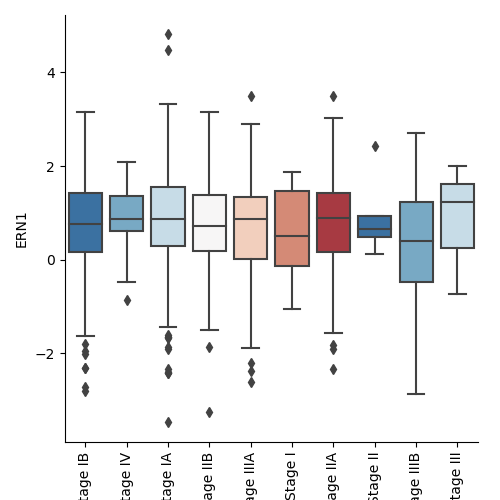 ERN1
4
2
0
−2
tage IB
Stage IV
tage IA
age IIB
age IIIA
Stage I
age IIA
Stage II
age IIIB
tage III